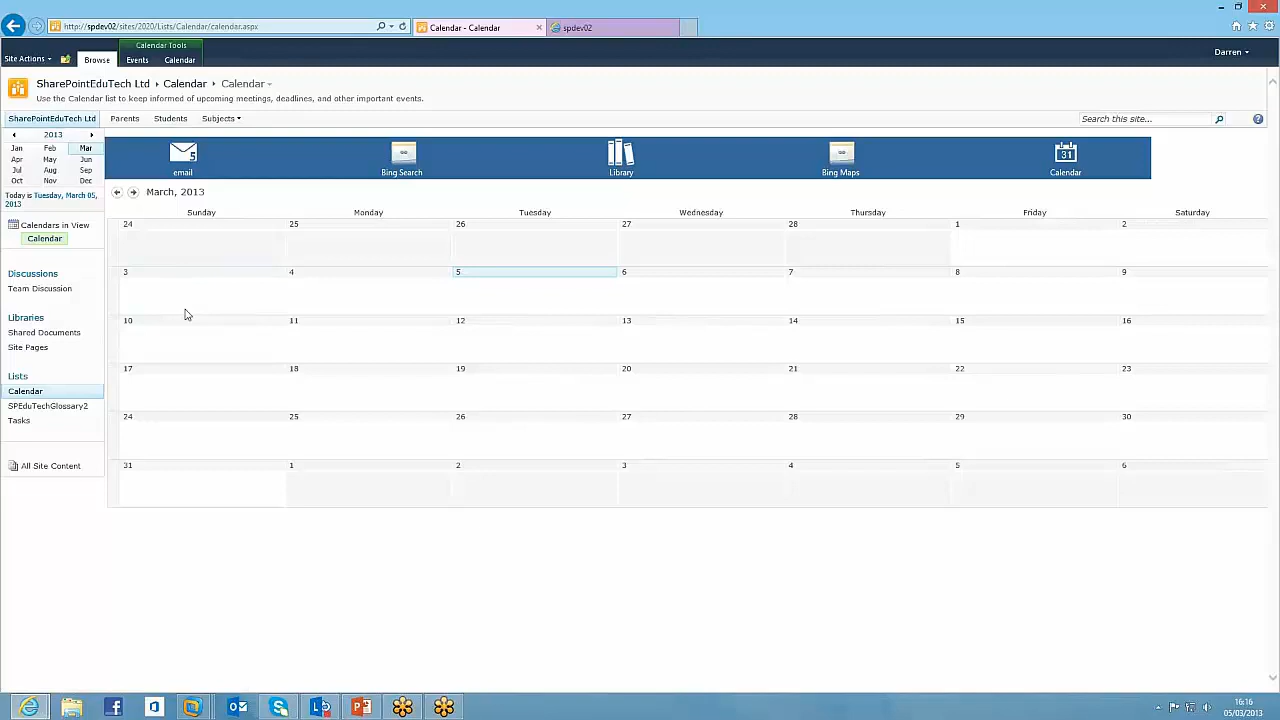 http://spdev02/sites/2020/Lists/Calendar/calendar.aspx
Calendar - Calendar
spdev02
Calendar Tools
Site Actions
Browse
Events
Calendar
Darren
SharePointEduTech Ltd
Calendar
Calendar
Use the Calendar list to keep informed of upcoming meetings, deadlines, and other important events.
SharePointEduTech Ltd
Parents
Students
Subjects
Search this site...
2013
Jan Feb Mar
Apr May Jun
Jul Aug Sep
Oct Nov Dec
Today is Tuesday, March 05,
2013
Calendars in View
Calendar
Discussions
Team Discussion
Libraries
Shared Documents
Site Pages
Lists
Calendar
SPEduTechGlossary2
Tasks
All Site Content
5
31
email
Bing Search
Library
Bing Maps
Calendar
March, 2013
Sunday Monday Tuesday Wednesday Thursday Friday Saturday
24 25 26 27 28 1 2
3 4 5 6 7 8 9
10 11 12 13 14 15 16
17 18 19 20 21 22 23
24 25 26 27 28 29 30
31 1 2 3 4 5 6
16:16
05/03/2013